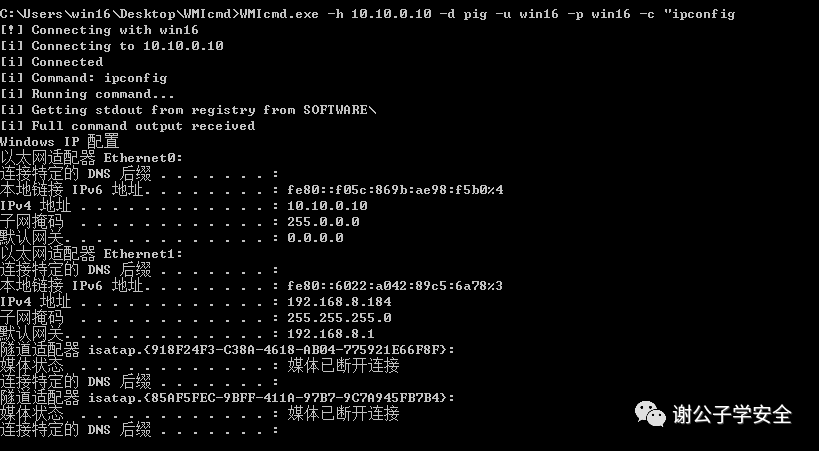 C:\Users\win16\Desktop\WMIcmd>WMIcmd.exe -h 10.10.0.10 -d pig -u win16 -p win16 -c "ipconfig
[!] Connecting with win16
[i] Connecting to 10.10.0.10
[i] Connected
[i] Command: ipconfig
[i] Running command...
[i] Getting stdout from registry from SOFTWARE\
[i] Full command output received
Windows IP 配置
以太网适配器 Ethernet0:
连接特定的 DNS 后缀 . . . . . . . :
本地链接 IPv6 地址. . . . . . . . : fe80::f05c:869b:ae98:f5b0%4
IPv4 地址 . . . . . . . . . . . . : 10.10.0.10
子网掩码  . . . . . . . . . . . . : 255.0.0.0
默认网关. . . . . . . . . . . . . : 0.0.0.0
以太网适配器 Ethernet1:
连接特定的 DNS 后缀 . . . . . . . :
本地链接 IPv6 地址. . . . . . . . : fe80::6022:a042:89c5:6a78%3
IPv4 地址 . . . . . . . . . . . . : 192.168.8.184
子网掩码  . . . . . . . . . . . . : 255.255.255.0
默认网关. . . . . . . . . . . . . : 192.168.8.1
隧道适配器 isatap.{918F24F3-C38A-4618-AB04-775921E66F8F}:
媒体状态  . . . . . . . . . . . . : 媒体已断开连接
连接特定的 DNS 后缀 . . . . . . . :
隧道适配器 isatap.{85AF5FEC-9BFF-411A-97B7-9C7A945FB7B4}:
媒体状态  . . . . . . . . . . . . : 媒体已断开连接
连接特定的 DNS 后缀 . . . . . . . :
谢公子学安全